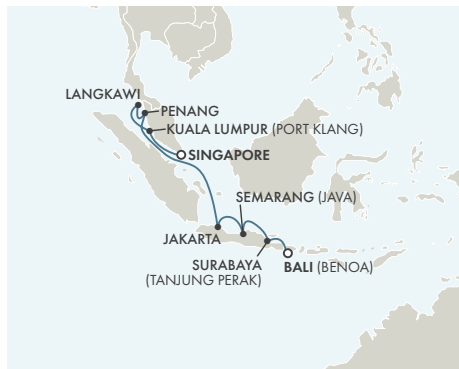 LANGKAWI
PENANG
KUALA LUMPUR (PORT KLANG)
SINGAPORE
SEMARANG (JAVA)
JAKARTA
SURABAYA
(TANJUNG PERAK)
BALI (BENOA)